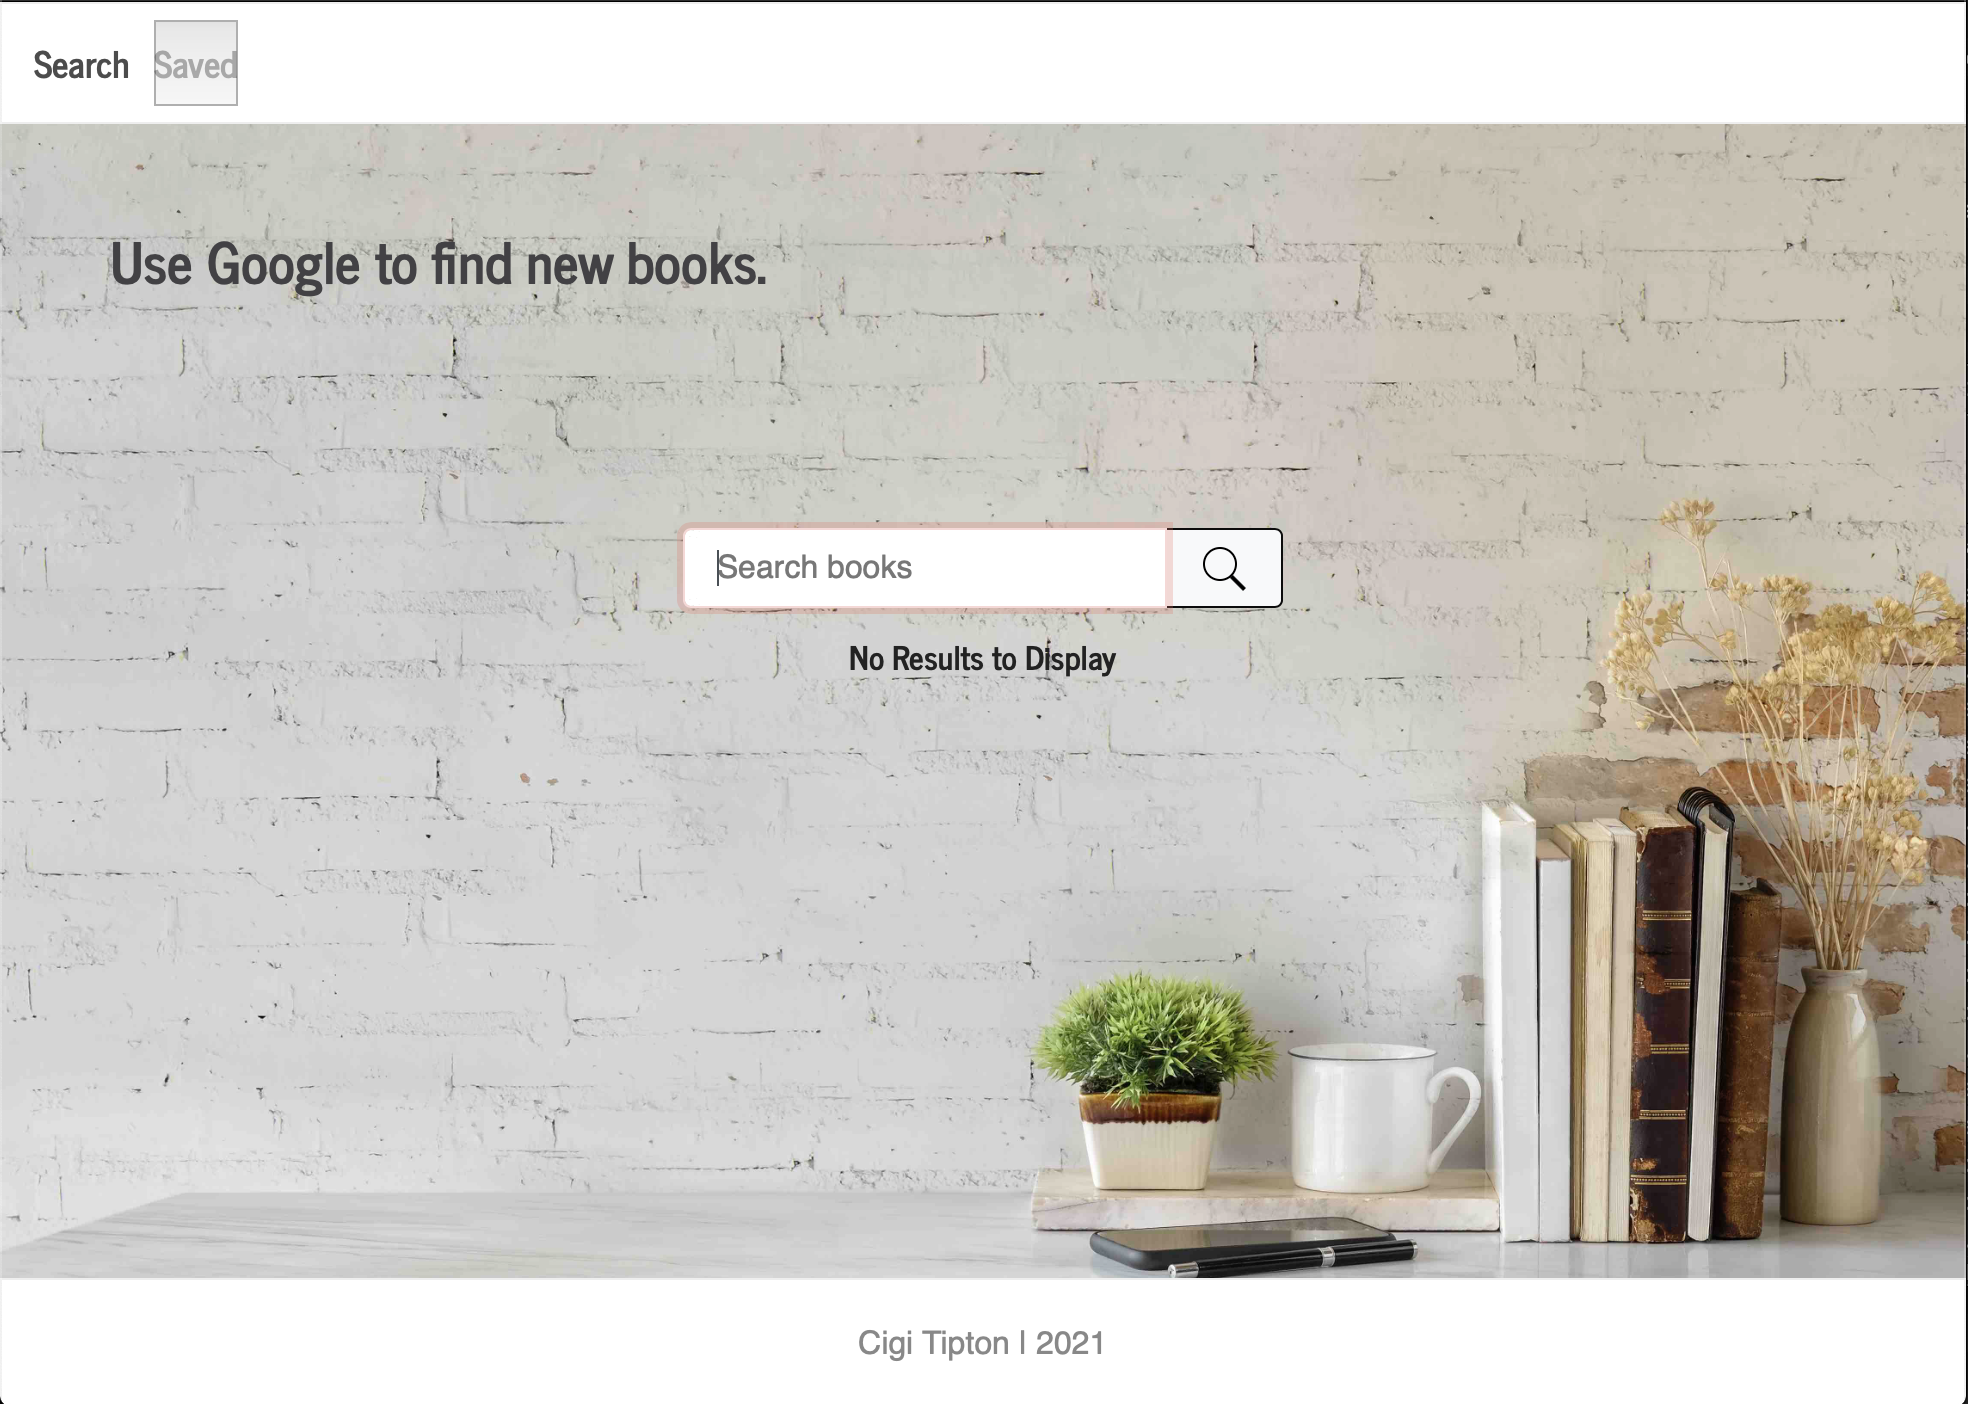 Search Saved
Use Google to find new books.
Search books
No Results to Display
Cigi Tipton | 2021